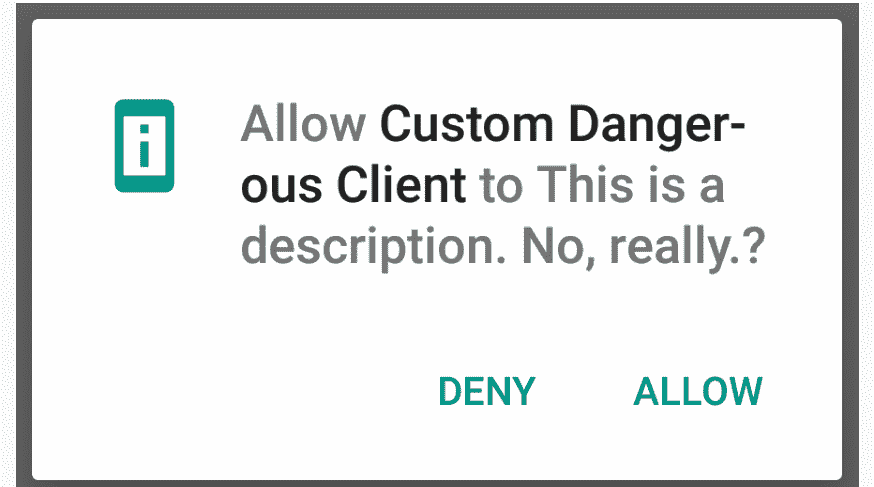 Allow Custom Danger-
ous Client to This is a
description. No, really.?
DENY ALLOW